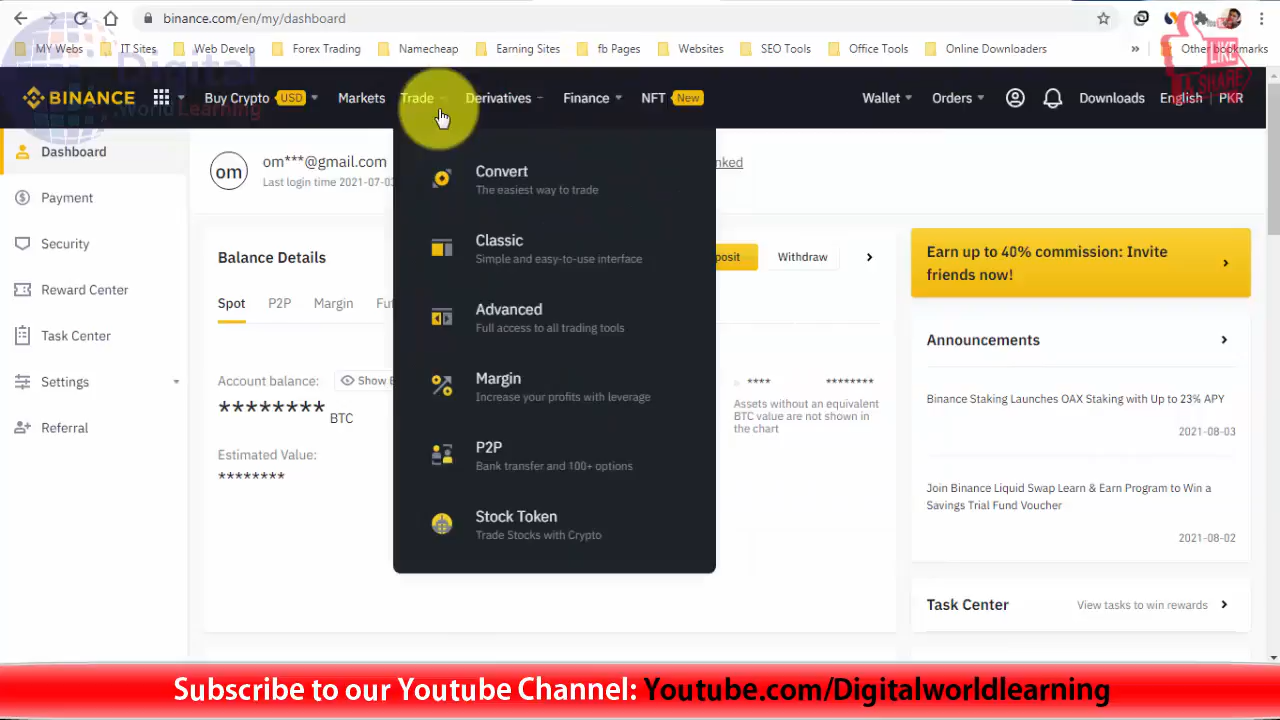 binance.com/en/my/dashboard
MY Webs IT Sites Web Develp Forex Trading Namecheap Earning Sites fb Pages Websites SEO Tools Office Tools Online Downloaders » Other bookmarks
Digital
World Learning
LIKE
SHARE
BINANCE Buy Crypto USD Markets Trade Derivatives Finance NFT New Wallet Orders Downloads English | PKR
Dashboard
Payment
Security
Reward Center
Task Center
Settings
Referral
om
om***@gmail.com
Last login time 2021-07-0
nked
Convert
The easiest way to trade
Classic
Simple and easy-to-use interface
Advanced
Full access to all trading tools
Margin
Increase your profits with leverage
P2P
Bank transfer and 100+ options
Stock Token
Trade Stocks with Crypto
Balance Details
posit Withdraw
Spot P2P Margin Fu
Account balance: Show
******** BTC
Estimated Value:
********
**** ********
Assets without an equivalent
BTC value are not shown in
the chart
Earn up to 40% commission: Invite
friends now!
Announcements
Binance Staking Launches OAX Staking with Up to 23% APY
2021-08-03
Join Binance Liquid Swap Learn & Earn Program to Win a
Savings Trial Fund Voucher
2021-08-02
Task Center View tasks to win rewards
Subscribe to our Youtube Channel: Youtube.com/Digitalworldlearning